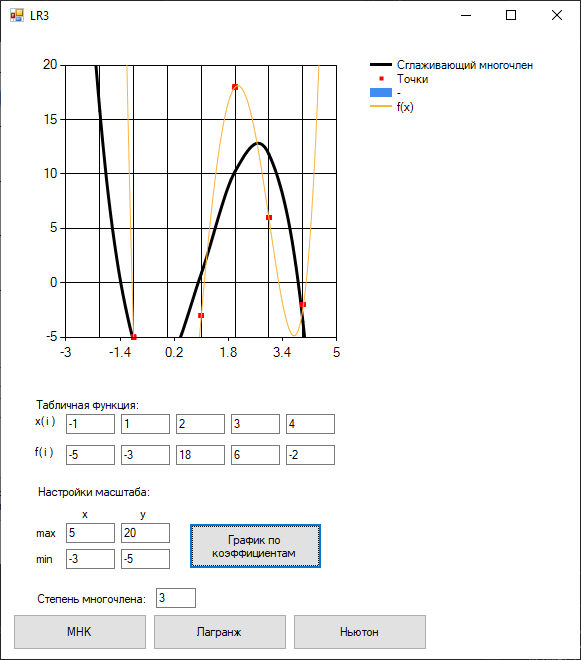 LR3
20
15
10
5
0
-5
-3
-1.4
0.2
1.8
3.4
5
Сглаживающий многочлен
Точки
-
f(x)
Табличная функция:
x(i) -1 1 2 3 4
f(i) -5 -3 18 6 -2
Настройки масштаба:
x y
max 5 20
min -3 -5
График по
коэффициентам
Степень многочлена: 3
МНК Лагранж Ньютон